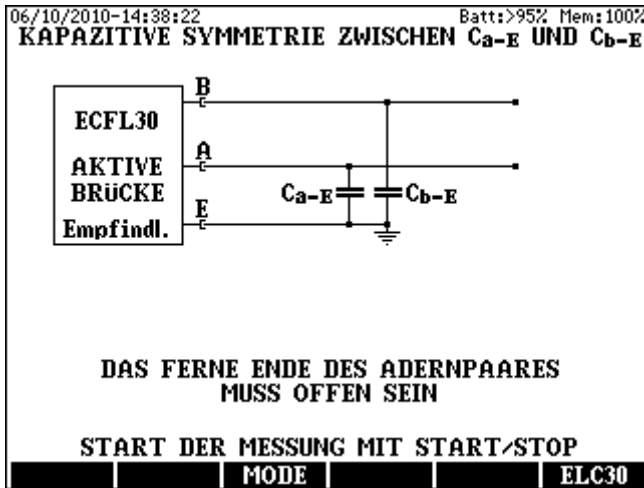 06/10/2010-14:38:22 Batt:>95% Mem:100%
KAPAZITIVE SYMMETRIE ZWISCHEN Ca-E UND Cb-E
B
ECFL30
A
AKTIVE
BRÜCKE
Ca-E Cb-E
E
Empfindl.
DAS FERNE ENDE DES ADERNPAARES
MUSS OFFEN SEIN
START DER MESSUNG MIT START/STOP
MODE ELC30